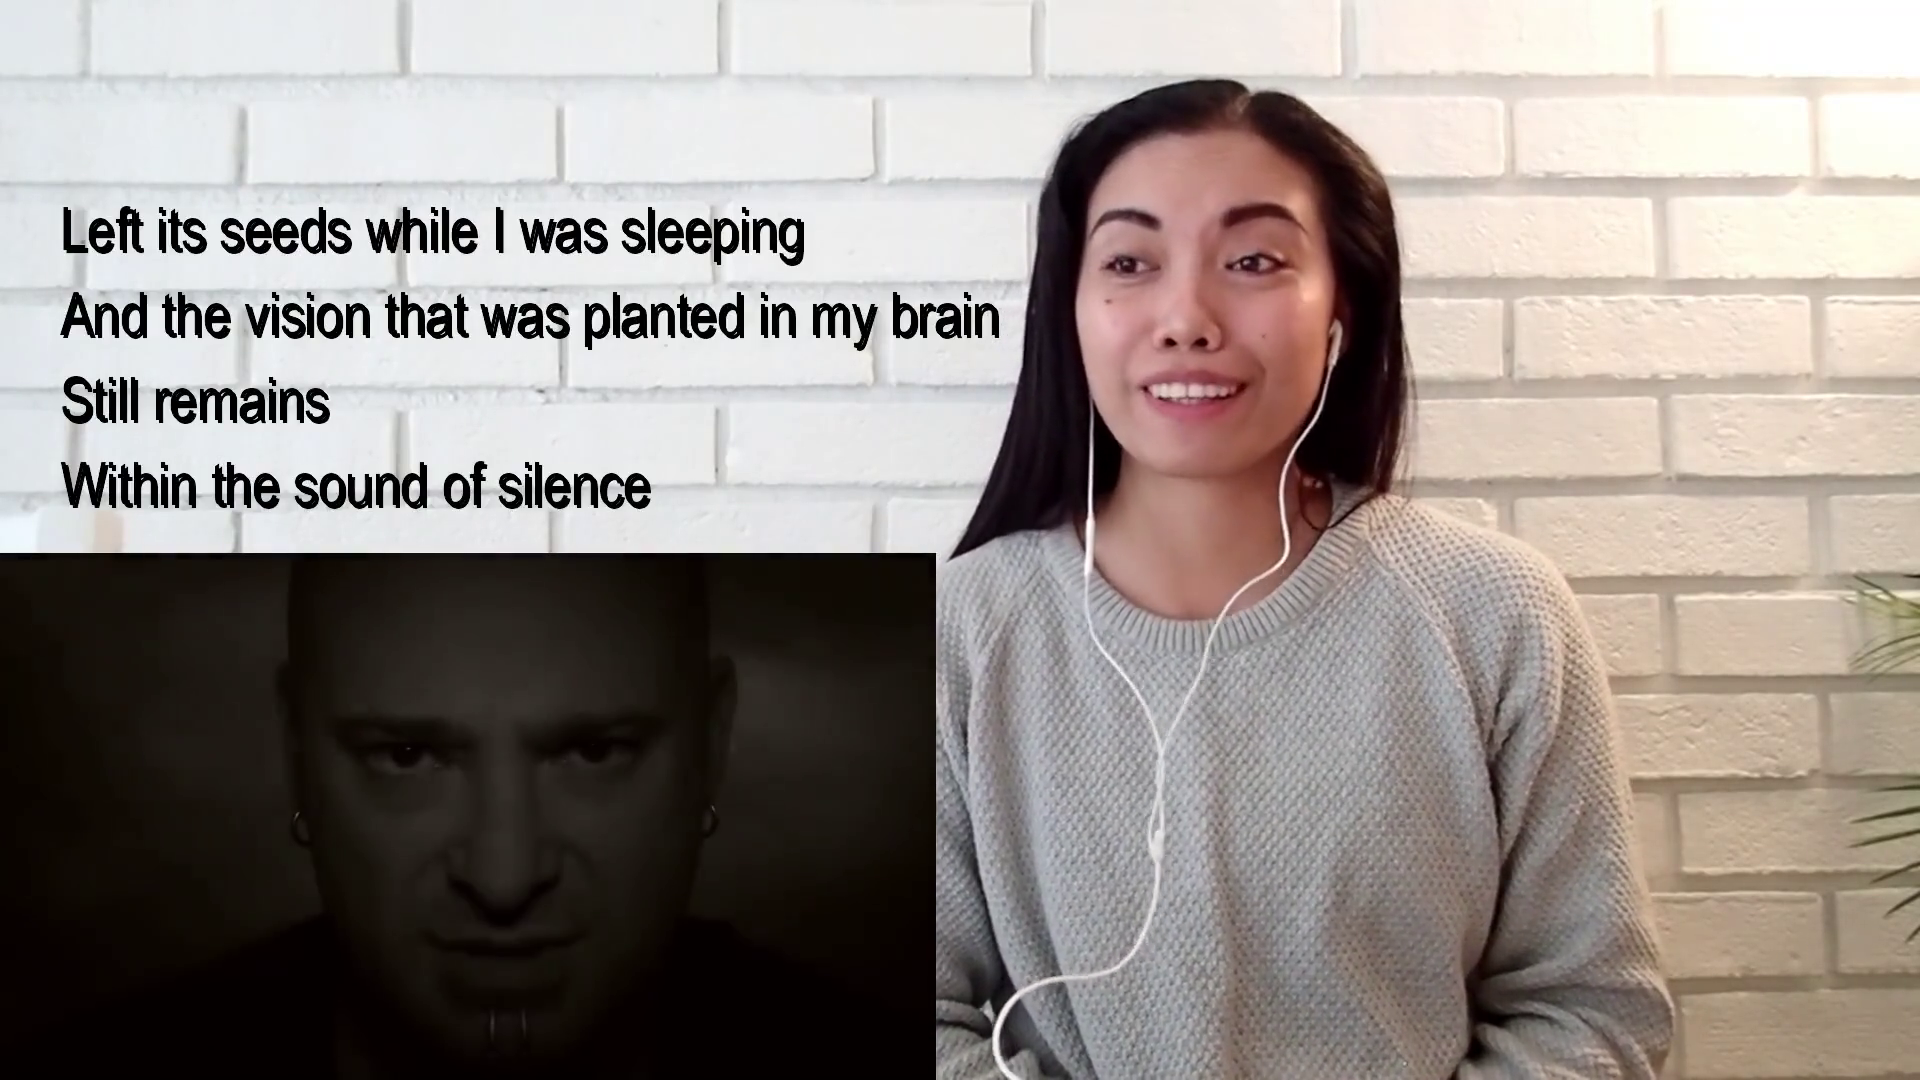 Left its seeds while I was sleeping
And the vision that was planted in my brain
Still remains
Within the sound of silence